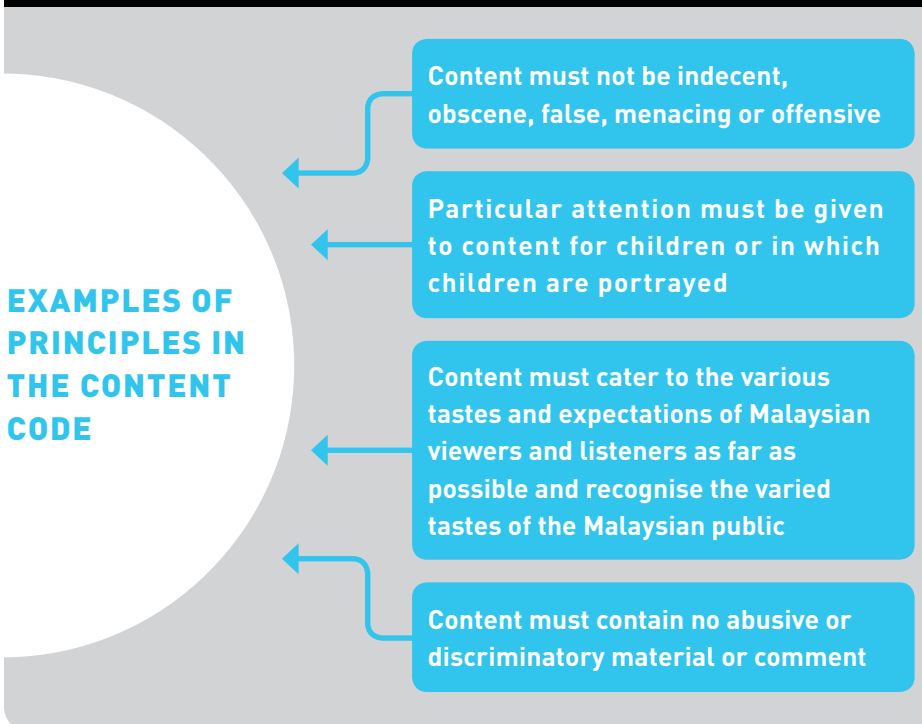 EXAMPLES OF
PRINCIPLES IN
THE CONTENT
CODE
Content must not be indecent,
obscene, false, menacing or offensive
Particular attention must be given
to content for children or in which
children are portrayed
Content must cater to the various
tastes and expectations of Malaysian
viewers and listeners as far as
possible and recognise the varied
tastes of the Malaysian public
Content must contain no abusive or
discriminatory material or comment